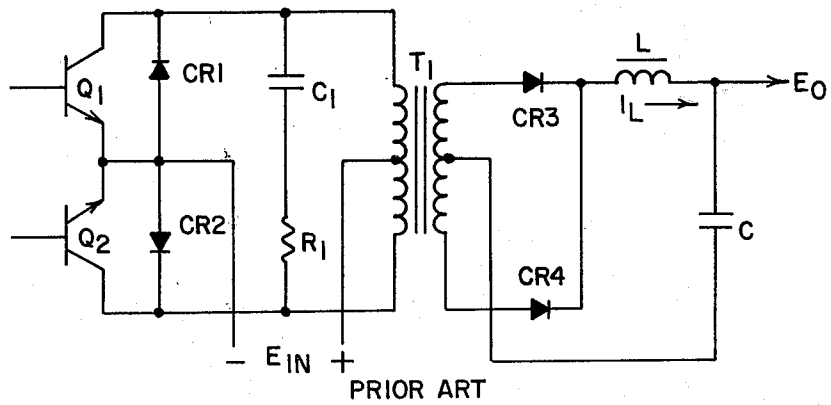 Q1
CR1
C1
T1
L
CR3
IL
EO
Q2
CR2
R1
CR4
C
− EIN +
PRIOR ART